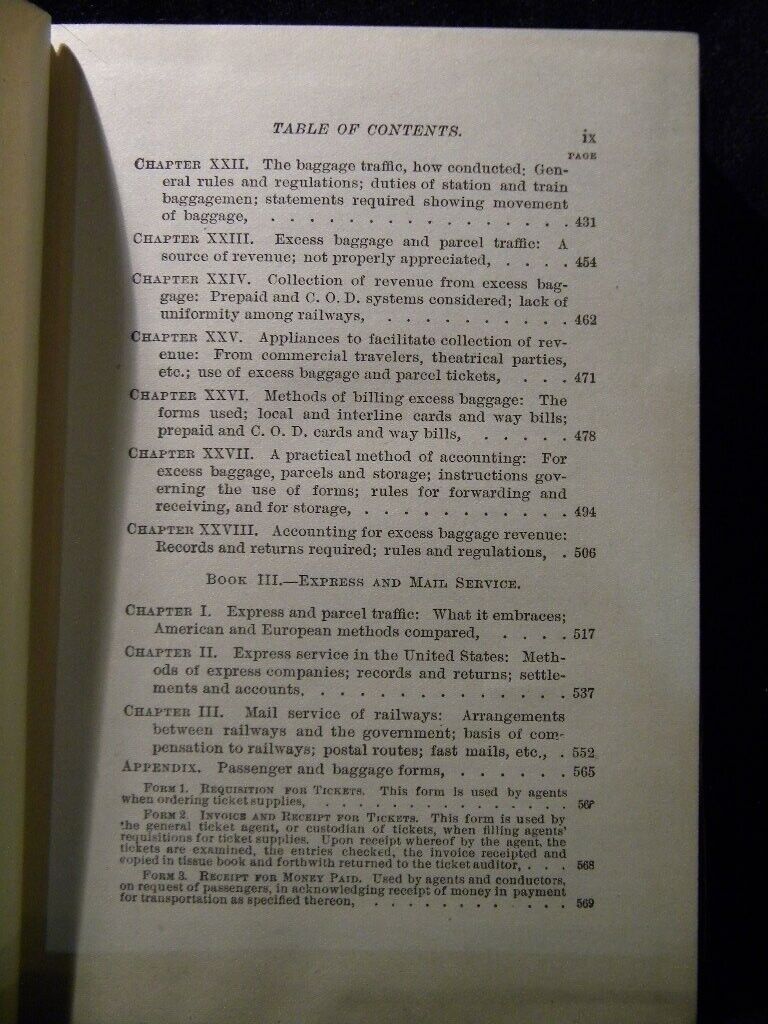 TABLE OF CONTENTS.
ix
PAGE
CHAPTER XXII. The baggage traffic, how conducted: Gen-
eral rules and regulations; duties of station and train
baggagemen; statements required showing movement
of baggage, . . . . . . . . . . . . . . . 431
CHAPTER XXIII. Excess baggage and parcel traffic: A
source of revenue; not properly appreciated, . . . . 454
CHAPTER XXIV. Collection of revenue from excess bag-
gage: Prepaid and C. O. D. systems considered; lack of
uniformity among railways, . . . . . . . . . . 462
CHAPTER XXV. Appliances to facilitate collection of rev-
enue: From commercial travelers, theatrical parties,
etc.; use of excess baggage and parcel tickets, . . . 471
CHAPTER XXVI. Methods of billing excess baggage: The
forms used; local and interline cards and way bills;
prepaid and C. O. D. cards and way bills, . . . . . 478
CHAPTER XXVII. A practical method of accounting: For
excess baggage, parcels and storage; instructions gov-
erning the use of forms; rules for forwarding and
receiving, and for storage, . . . . . . . . . . . 494
CHAPTER XXVIII. Accounting for excess baggage revenue:
Records and returns required; rules and regulations, . 506
BOOK III.—EXPRESS AND MAIL SERVICE.
CHAPTER I. Express and parcel traffic: What it embraces;
American and European methods compared, . . . . 517
CHAPTER II. Express service in the United States: Meth-
ods of express companies; records and returns; settle-
ments and accounts, . . . . . . . . . . . . . 537
CHAPTER III. Mail service of railways: Arrangements
between railways and the government; basis of com-
pensation to railways; postal routes; fast mails, etc., . 552
APPENDIX. Passenger and baggage forms, . . . . . . 565
FORM 1. REQUISITION FOR TICKETS. This form is used by agents
when ordering ticket supplies, . . . . . . . . . . . . 567
FORM 2. INVOICE AND RECEIPT FOR TICKETS. This form is used by
the general ticket agent, or custodian of tickets, when filling agents'
requisitions for ticket supplies. Upon receipt whereof by the agent, the
tickets are examined, the entries checked, the invoice receipted and
copied in tissue book and forthwith returned to the ticket auditor, . . . 568
FORM 3. RECEIPT FOR MONEY PAID. Used by agents and conductors,
on request of passengers, in acknowledging receipt of money in payment
for transportation as specified thereon, . . . . . . . . . . 569